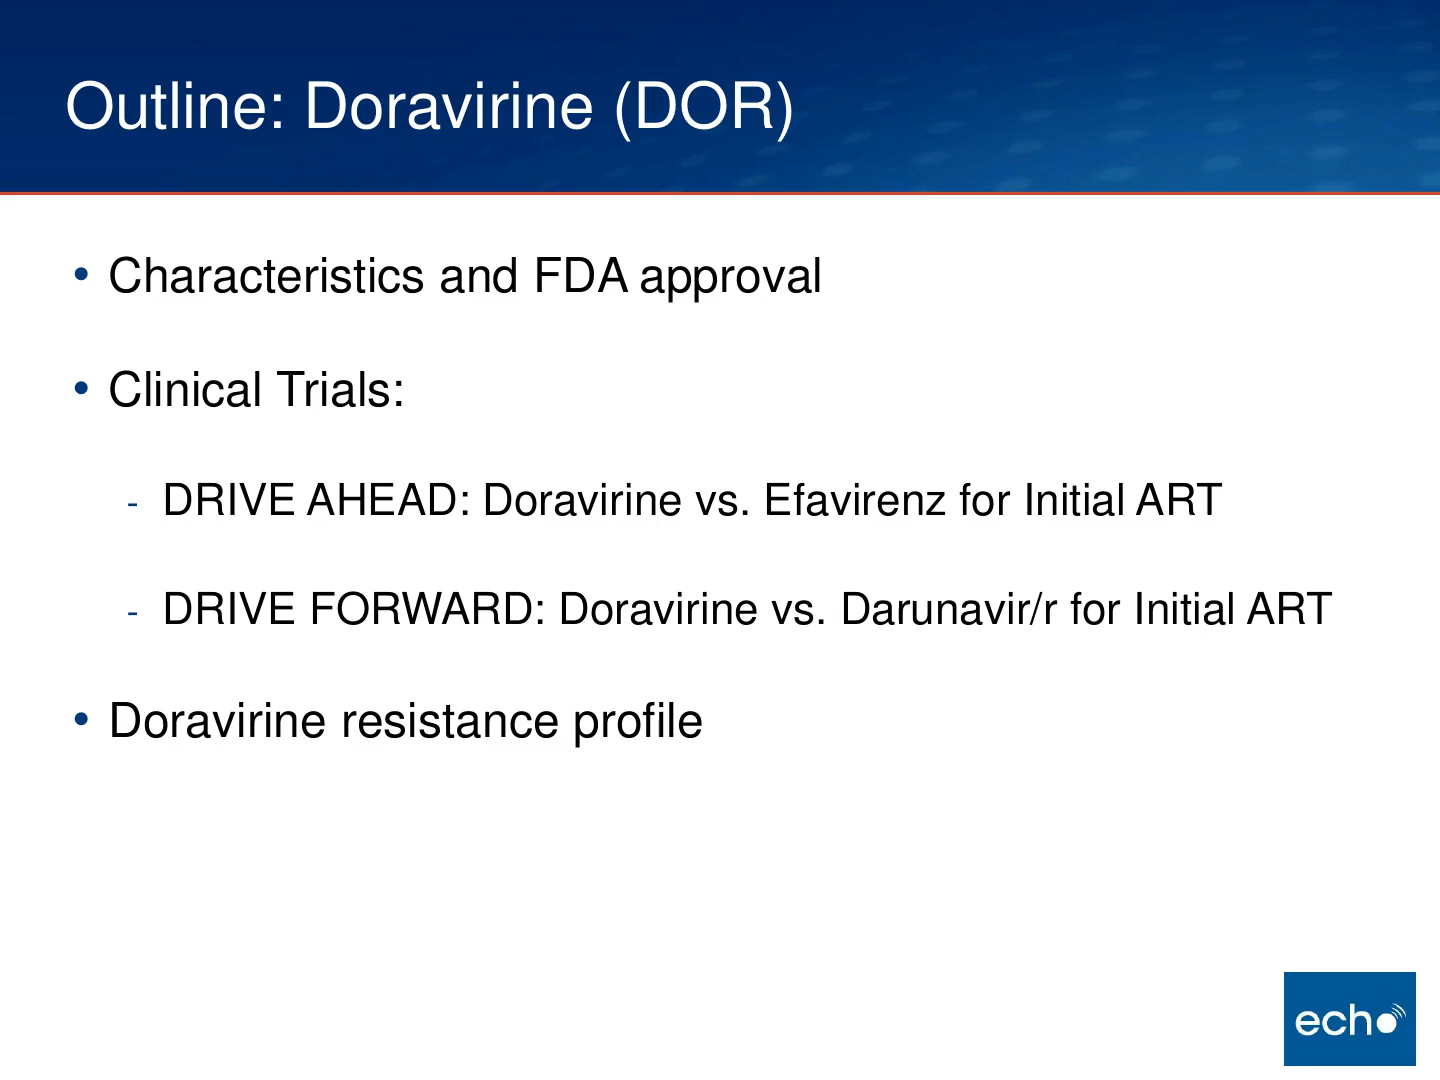 Outline: Doravirine (DOR)
• Characteristics and FDA approval
• Clinical Trials:
- DRIVE AHEAD: Doravirine vs. Efavirenz for Initial ART
- DRIVE FORWARD: Doravirine vs. Darunavir/r for Initial ART
• Doravirine resistance profile
echo